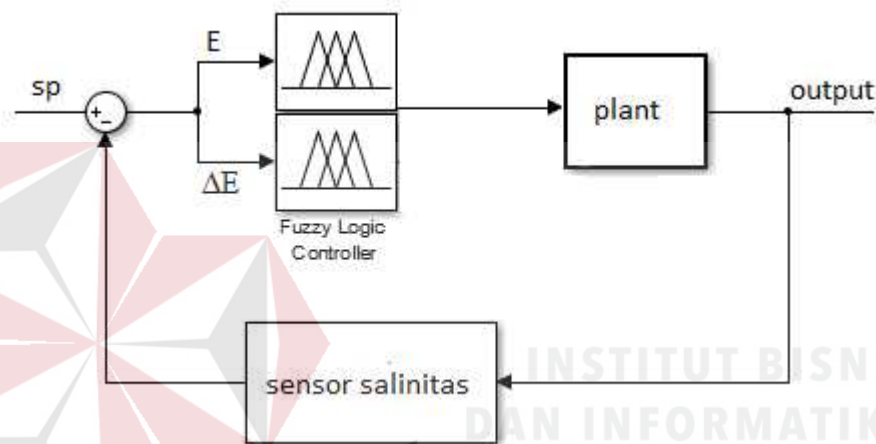 E
sp
+
-
plant
output
ΔE
Fuzzy Logic
Controller
sensor salinitas
INSTITUT BISN
DAN INFORMATIK